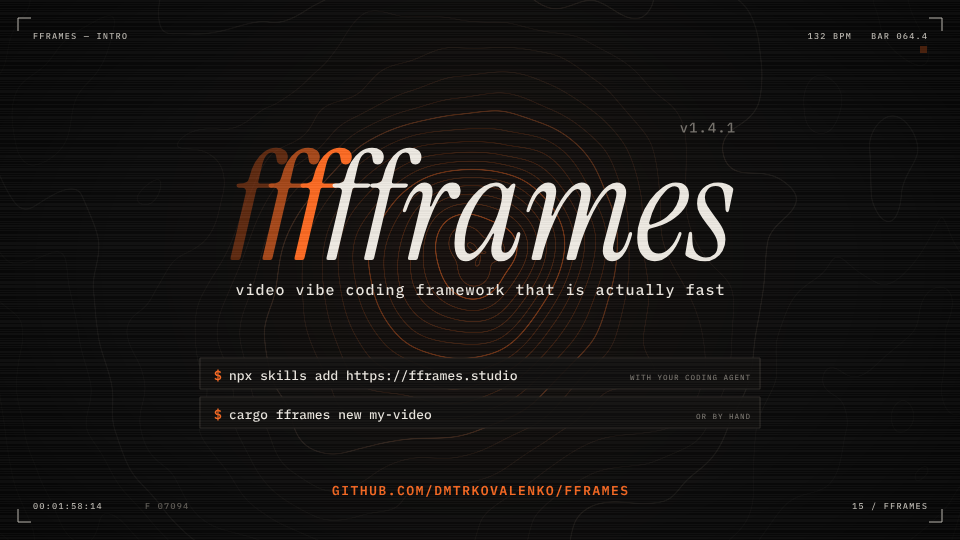 FFRAMES — INTRO
132 BPM BAR 064.4
v1.4.1
fffframes
video vibe coding framework that is actually fast
$ npx skills add https://fframes.studio
WITH YOUR CODING AGENT
$ cargo fframes new my-video
OR BY HAND
GITHUB.COM/DMTRKOVALENKO/FFRAMES
00:01:58:14
F 07094
15 / FFRAMES